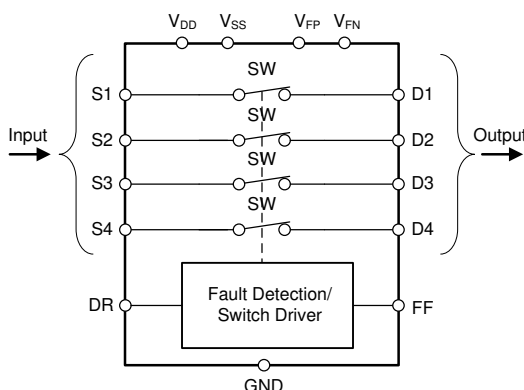 VDD VSS VFP VFN
SW
S1 D1
SW
Input Output
S2 D2
SW
S3 D3
SW
S4 D4
Fault Detection/
Switch Driver
DR FF
GND